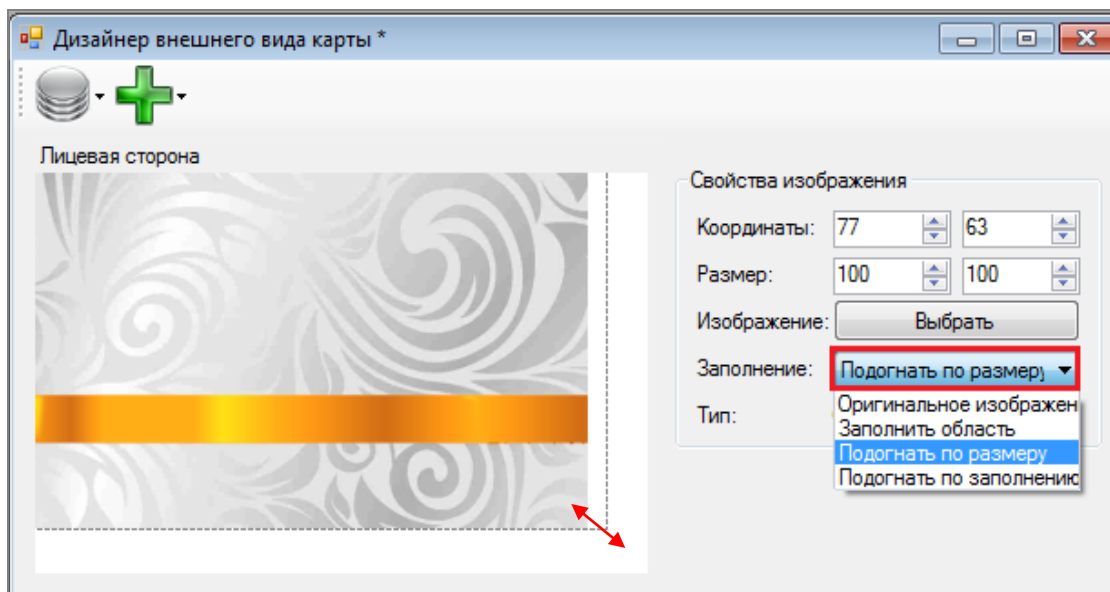 Дизайнер внешнего вида карты *
Лицевая сторона
Свойства изображения
Координаты: 77 63
Размер: 100 100
Изображение: Выбрать
Заполнение: Подогнать по размеру
Тип:
Оригинальное изображен
Заполнить область
Подогнать по размеру
Подогнать по заполнению